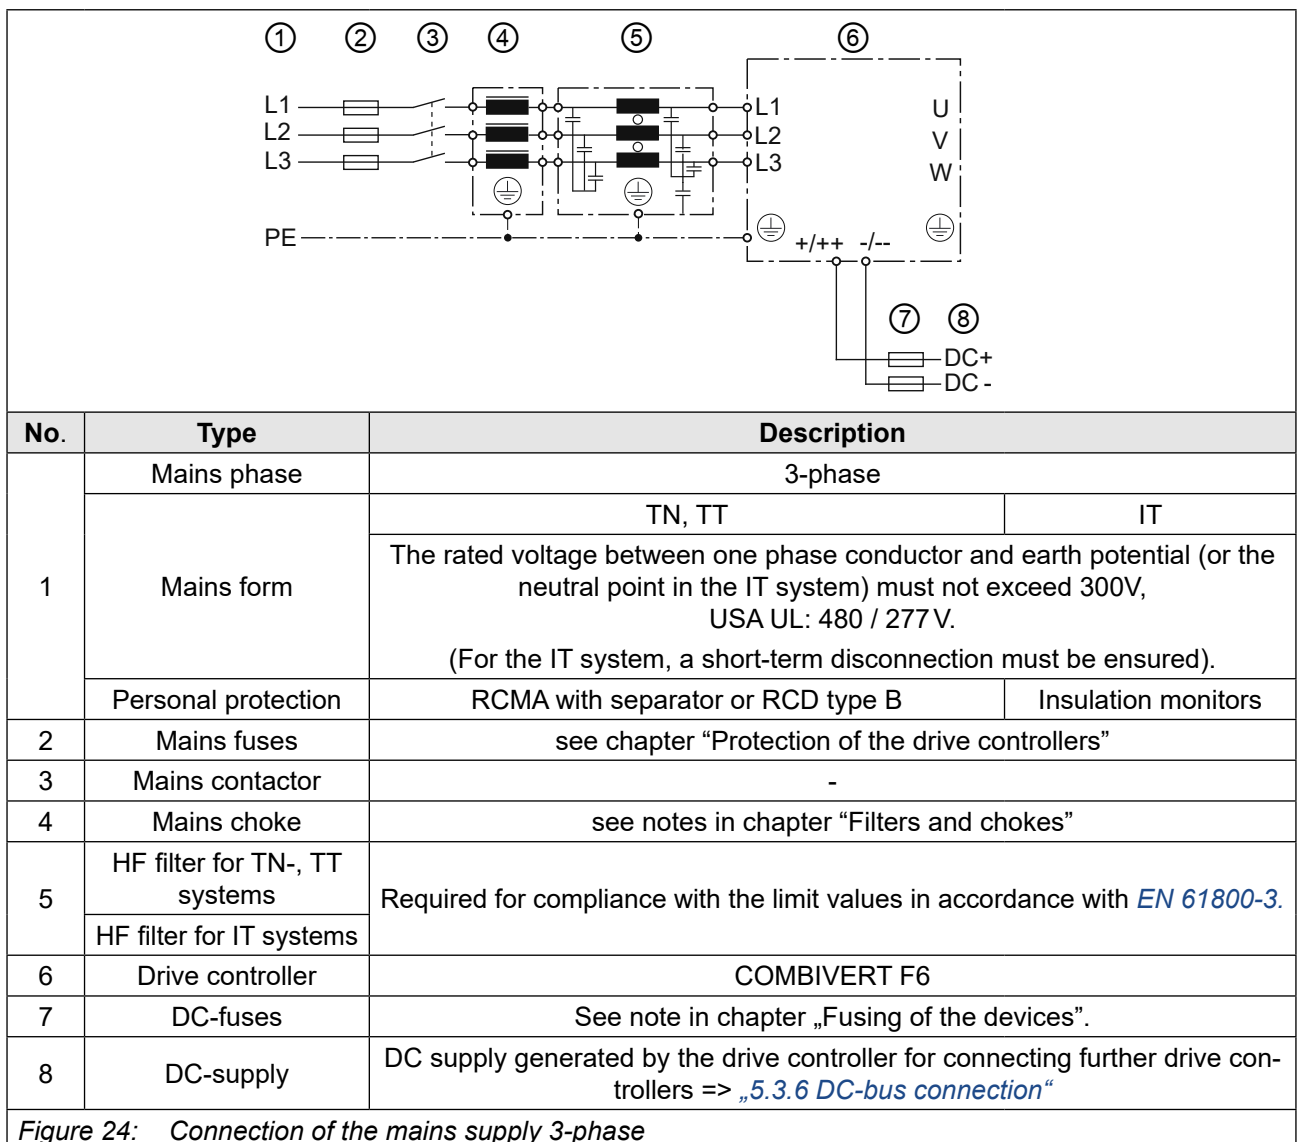 ① ② ③ ④ ⑤ ⑥
L1 L1 U
L2 L2 V
L3 L3 W
PE +/++ -/--
⑦ ⑧
DC+
DC -
No. Type Description
1 Mains phase 3-phase
Mains form TN, TT IT
The rated voltage between one phase conductor and earth potential (or the
neutral point in the IT system) must not exceed 300V,
USA UL: 480 / 277 V.
(For the IT system, a short-term disconnection must be ensured).
Personal protection RCMA with separator or RCD type B Insulation monitors
2 Mains fuses see chapter “Protection of the drive controllers”
3 Mains contactor -
4 Mains choke see notes in chapter “Filters and chokes”
5 HF filter for TN-, TT
systems
Required for compliance with the limit values in accordance with EN 61800-3.
HF filter for IT systems
6 Drive controller COMBIVERT F6
7 DC-fuses See note in chapter „Fusing of the devices”.
8 DC-supply DC supply generated by the drive controller for connecting further drive con-
trollers => „5.3.6 DC-bus connection“
Figure 24: Connection of the mains supply 3-phase